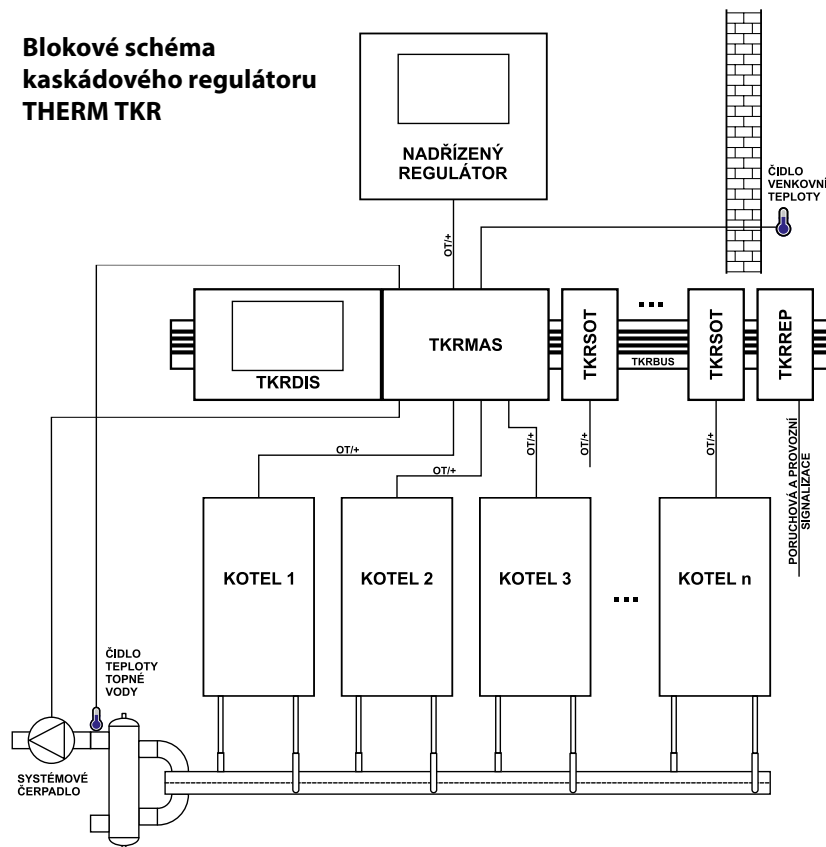 Blokové schéma
kaskádového regulátoru
THERM TKR
NADŘÍZENÝ
REGULÁTOR
ČIDLO
VENKOVNÍ
TEPLOTY
OT/+
TKRDIS
TKRMAS
TKRSOT
...
TKRBUS
TKRSOT
TKRREP
OT/+
OT/+
OT/+
OT/+
OT/+
PORUCHOVÁ A PROVOZNÍ
SIGNALIZACE
KOTEL 1
KOTEL 2
KOTEL 3
...
KOTEL n
ČIDLO
TEPLOTY
TOPNÉ
VODY
SYSTÉMOVÉ
ČERPADLO